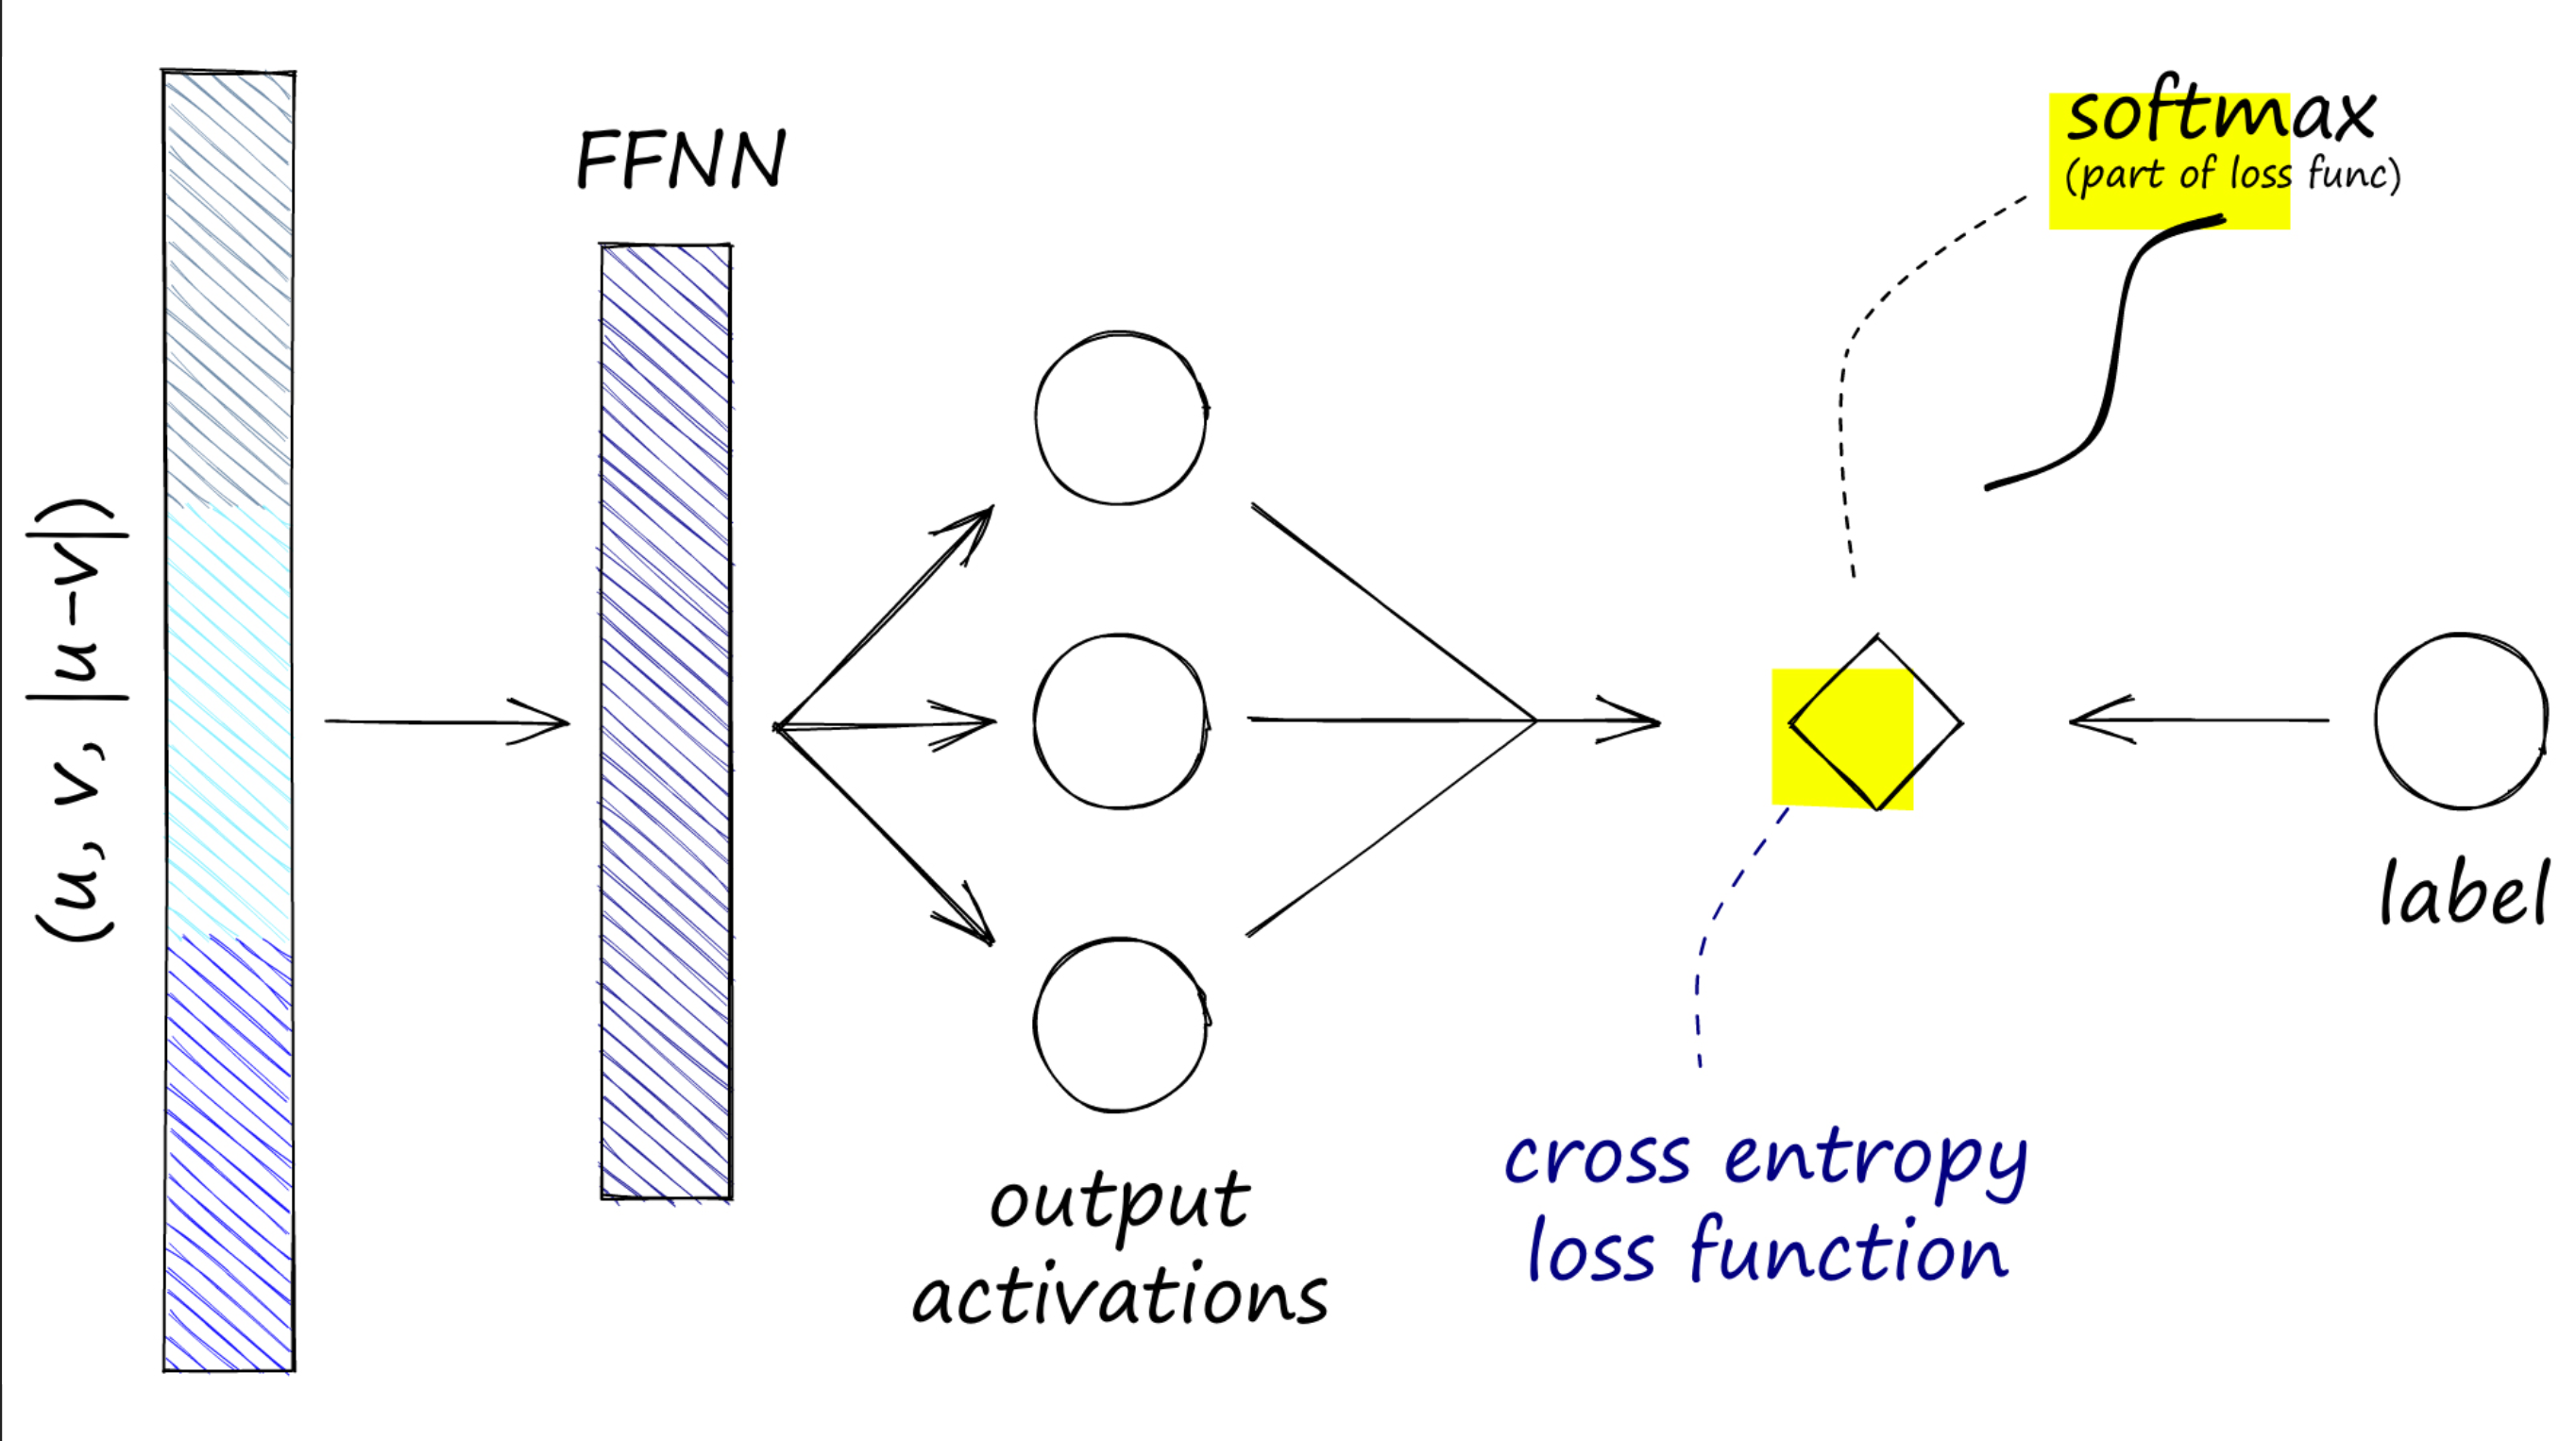 (u, v, |u-v|)
FFNN
softmax
(part of loss func)
output
activations
cross entropy
loss function
label